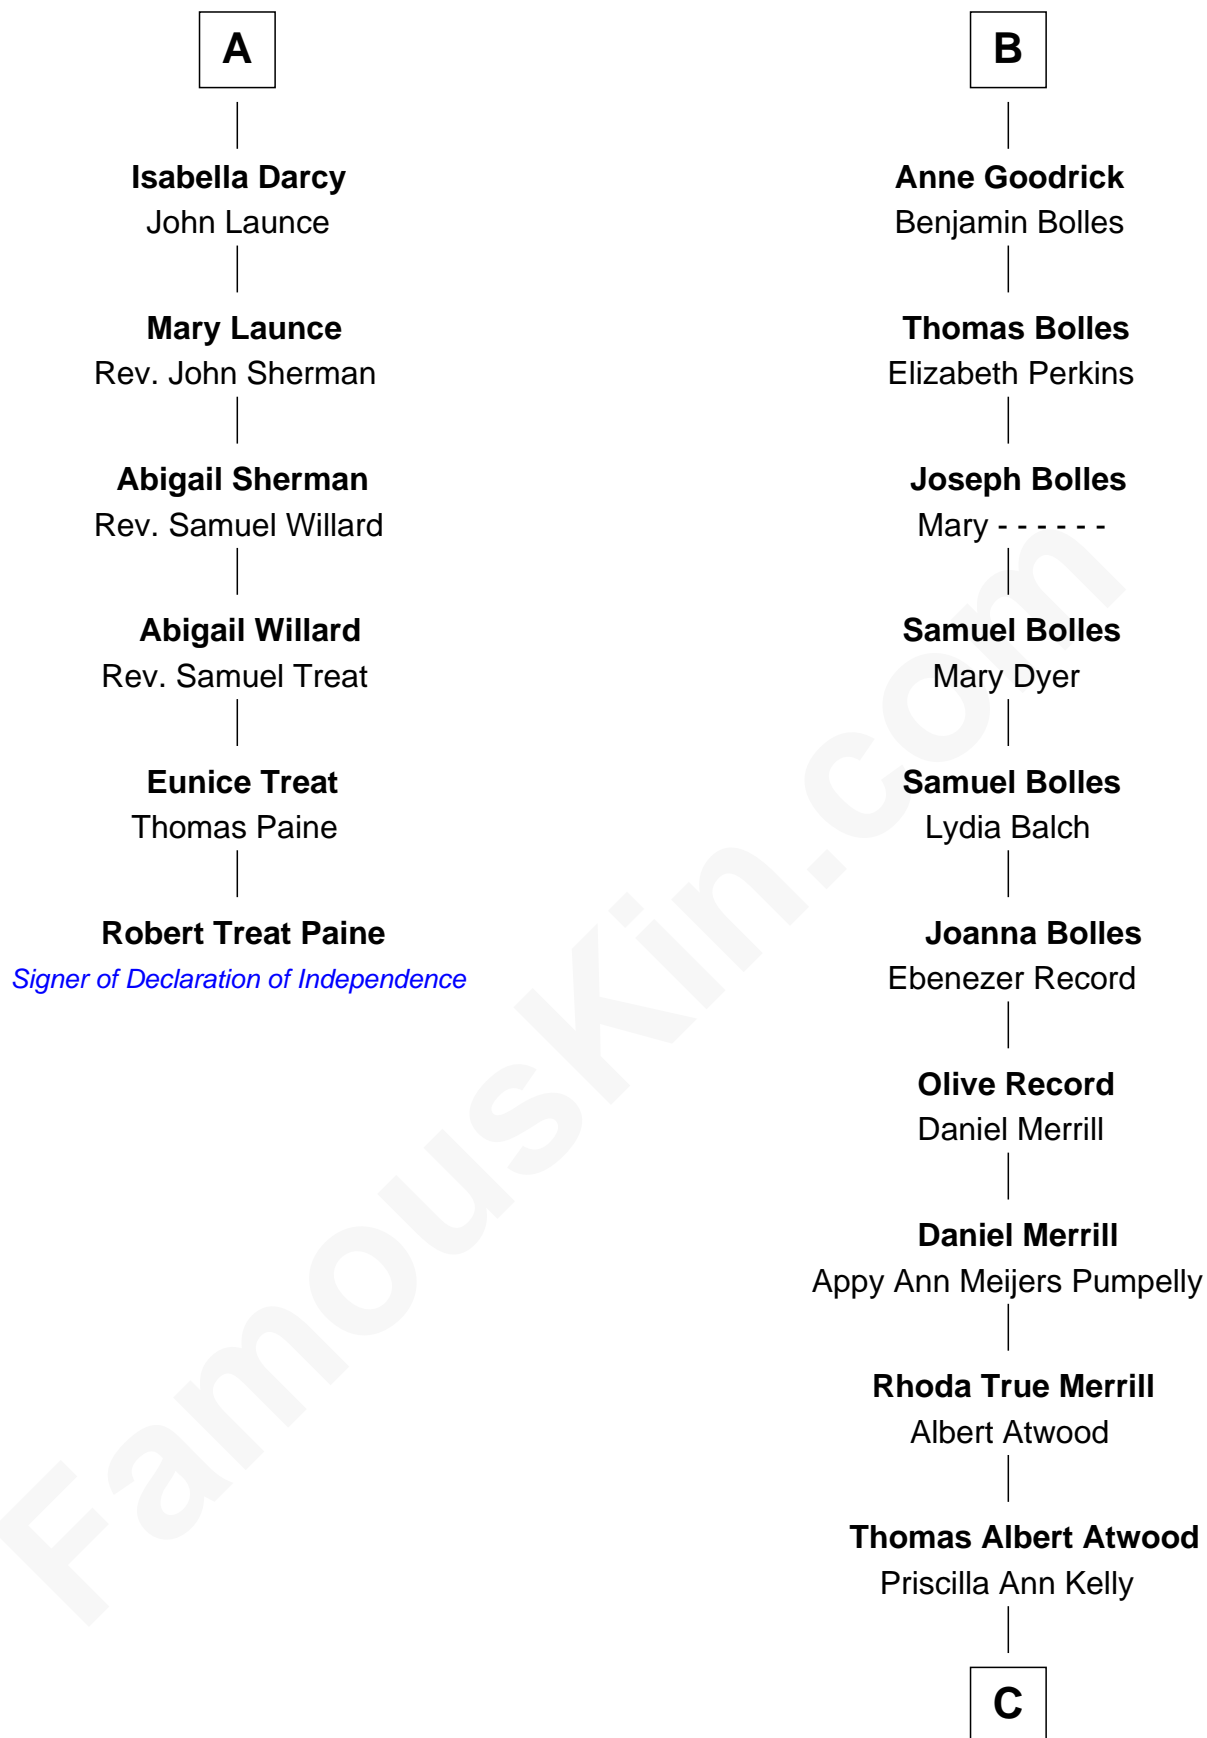 A
Isabella Darcy
John Launce
Mary Launce
Rev. John Sherman
Abigail Sherman
Rev. Samuel Willard
Abigail Willard
Rev. Samuel Treat
Eunice Treat
Thomas Paine
Robert Treat Paine
Signer of Declaration of Independence
B
Anne Goodrick
Benjamin Bolles
Thomas Bolles
Elizabeth Perkins
Joseph Bolles
Mary - - - - - -
Samuel Bolles
Mary Dyer
Samuel Bolles
Lydia Balch
Joanna Bolles
Ebenezer Record
Olive Record
Daniel Merrill
Daniel Merrill
Appy Ann Meijers Pumpelly
Rhoda True Merrill
Albert Atwood
Thomas Albert Atwood
Priscilla Ann Kelly
C
FamousKin.com